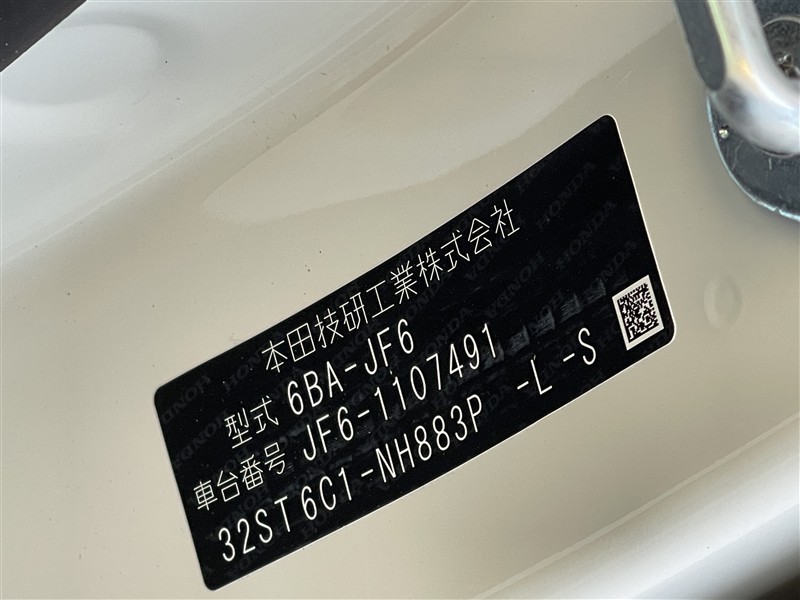 本田技研工業株式会社
型式 6BA-JF6
車台番号 JF6-1107491
32ST6C1-NH883P -L-S